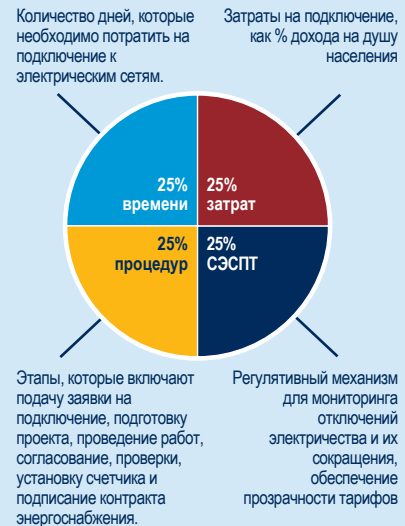 Количество дней, которые
необходимо потратить на
подключение к
электрическим сетям.
Затраты на подключение,
как % дохода на душу
населения
25%
времени
25%
затрат
25%
процедур
25%
СЭСПТ
Этапы, которые включают
подачу заявки на
подключение, подготовку
проекта, проведение работ,
согласование, проверки,
установку счетчика и
подписание контракта
энергоснабжения.
Регулятивный механизм
для мониторинга
отключений
электричества и их
сокращения,
обеспечение
прозрачности тарифов